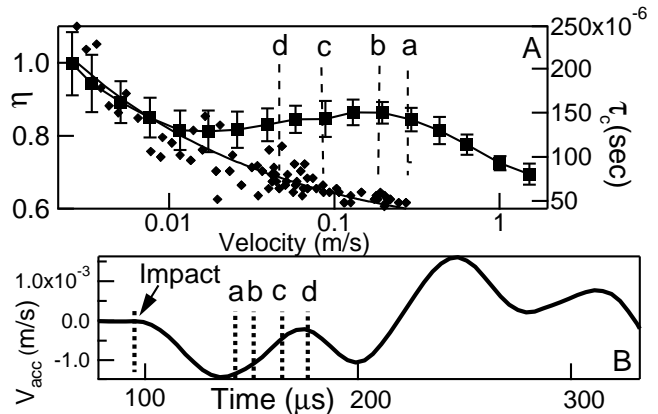 250x10⁻⁶
d c b a A
1.0
200
η
150
τc(sec)
0.8
100
0.6
50
0.01 0.1 1
Velocity (m/s)
1.0x10⁻³
Impact
a b c d
0.0
Vacc (m/s)
-1.0
B
100 200 300
Time (μs)